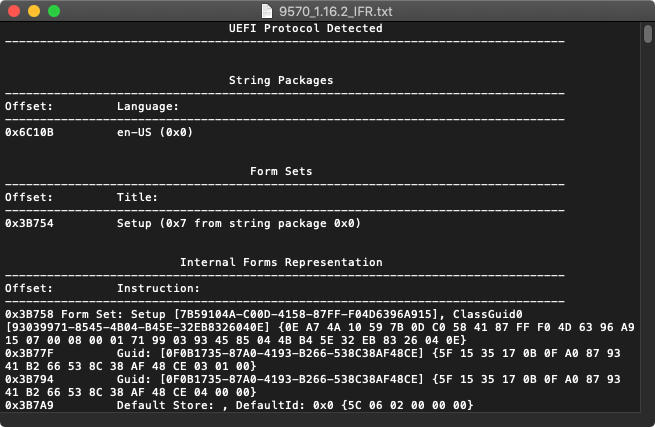 9570_1.16.2_IFR.txt
UEFI Protocol Detected
--------------------------------------------------------------------------------
String Packages
--------------------------------------------------------------------------------
Offset: Language:
--------------------------------------------------------------------------------
0x6C10B en-US (0x0)
Form Sets
--------------------------------------------------------------------------------
Offset: Title:
--------------------------------------------------------------------------------
0x3B754 Setup (0x7 from string package 0x0)
Internal Forms Representation
--------------------------------------------------------------------------------
Offset: Instruction:
--------------------------------------------------------------------------------
0x3B758 Form Set: Setup [7B59104A-C00D-4158-87FF-F04D6396A915], ClassGuid0
[93039971-8545-4B04-B45E-32EB8326040E] {0E A7 4A 10 59 7B 0D C0 58 41 87 FF F0 4D 63 96 A9
15 07 00 08 00 01 71 99 03 93 45 85 04 4B B4 5E 32 EB 83 26 04 0E}
0x3B77F Guid: [0F0B1735-87A0-4193-B266-538C38AF48CE] {5F 15 35 17 0B 0F A0 87 93
41 B2 66 53 8C 38 AF 48 CE 03 01 00}
0x3B794 Guid: [0F0B1735-87A0-4193-B266-538C38AF48CE] {5F 15 35 17 0B 0F A0 87 93
41 B2 66 53 8C 38 AF 48 CE 04 00 00}
0x3B7A9 Default Store: , DefaultId: 0x0 {5C 06 02 00 00 00}